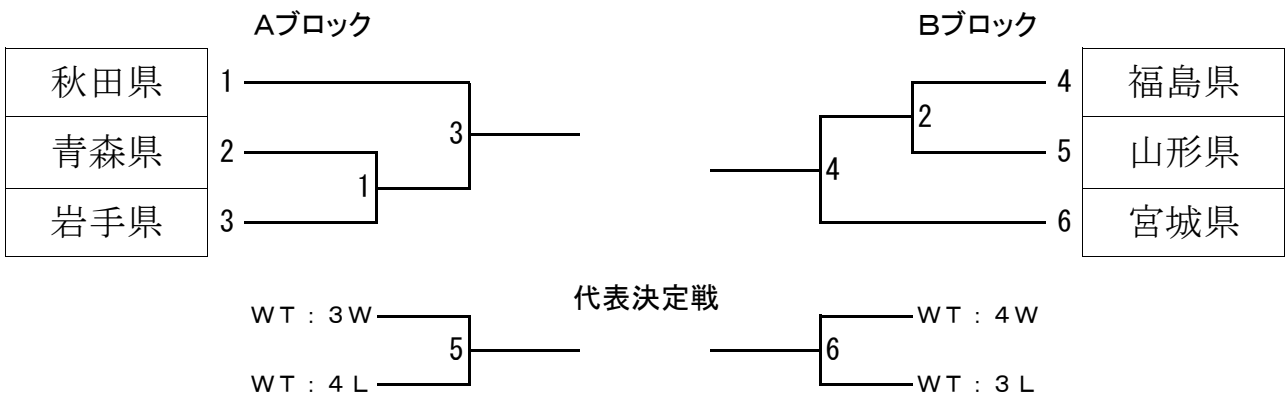 Aブロック Bブロック
秋田県 1 4 福島県
3 2
青森県 2 5 山形県
1 4
岩手県 3 6 宮城県
代表決定戦
WT：3W WT：4W
5 6
WT：4L WT：3L